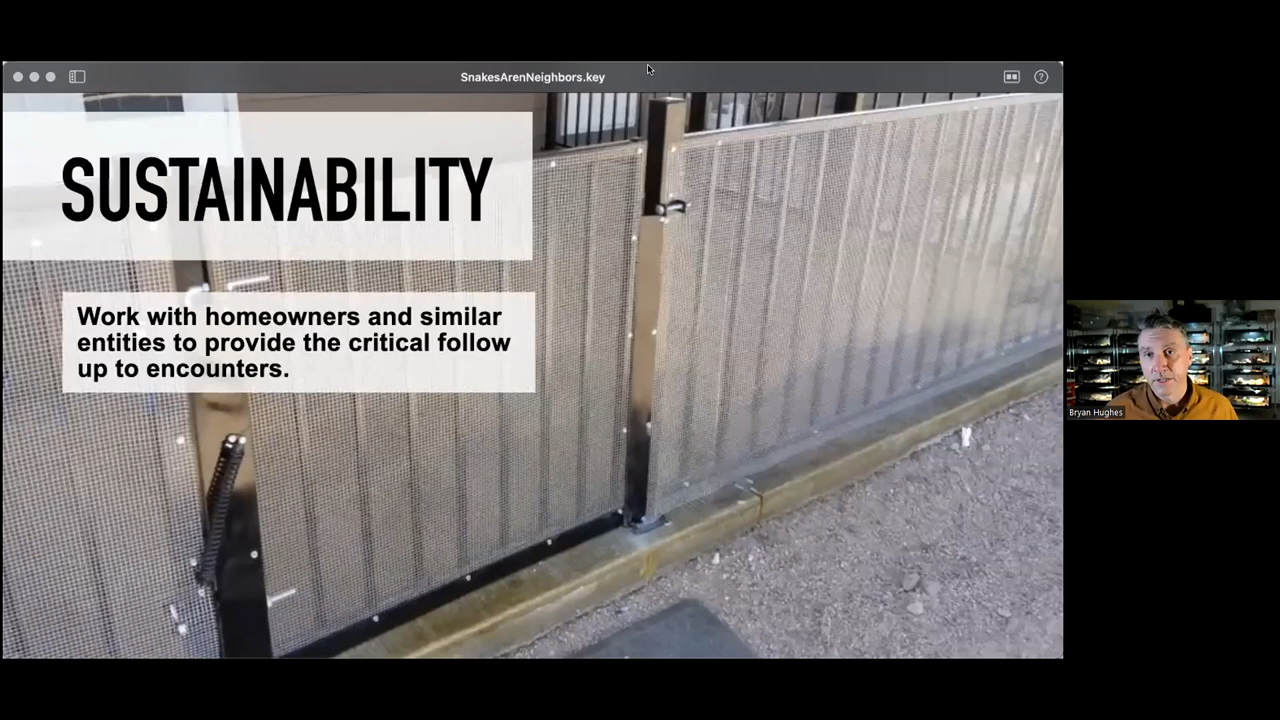 SnakesArenNeighbors.key
SUSTAINABILITY
Work with homeowners and similar
entities to provide the critical follow
up to encounters.
Bryan Hughes